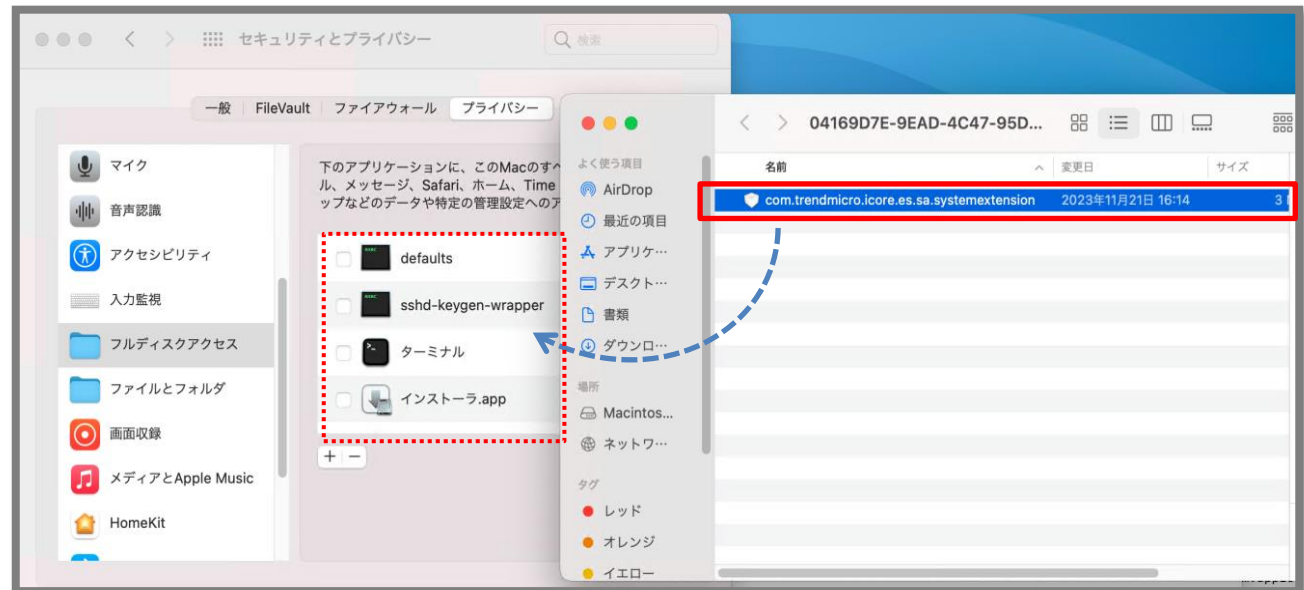 セキュリティとプライバシー
検索
一般
FileVault
ファイアウォール
プライバシー
マイク
音声認識
アクセシビリティ
入力監視
フルディスクアクセス
ファイルとフォルダ
画面収録
メディアとApple Music
HomeKit
下のアプリケーションに、このMacのすべ
ル、メッセージ、Safari、ホーム、Time
ップなどのデータや特定の管理設定へのア
defaults
sshd-keygen-wrapper
ターミナル
インストーラ.app
よく使う項目
AirDrop
最近の項目
アプリケ…
デスクト…
書類
ダウンロ…
場所
Macintos...
ネットワ…
タグ
レッド
オレンジ
イエロー
04169D7E-9EAD-4C47-95D...
名前
変更日
サイズ
com.trendmicro.icore.es.sa.systemextension
2023年11月21日 16:14
3